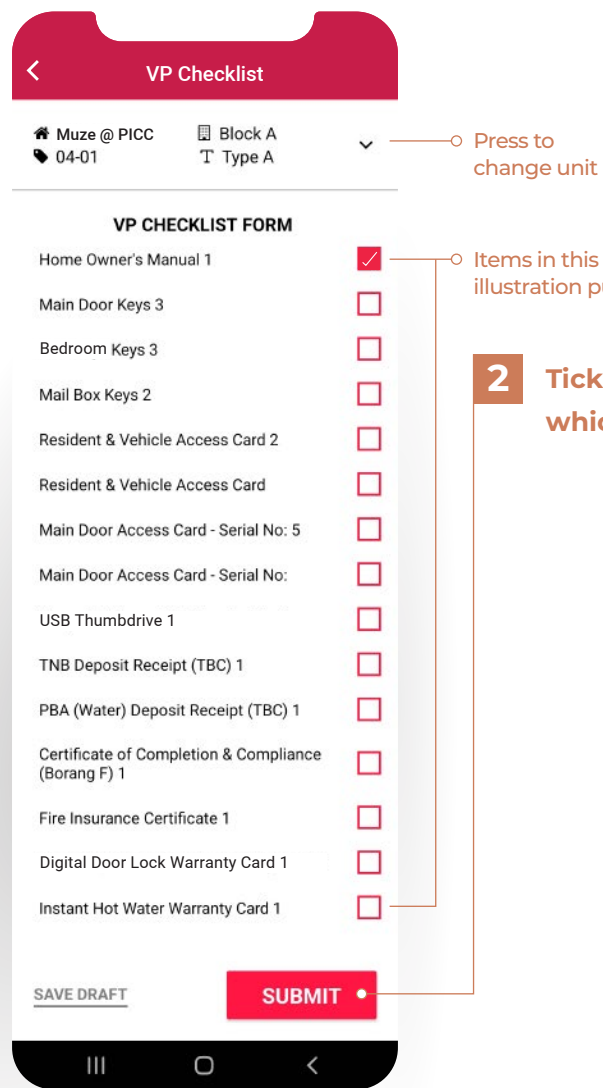 VP Checklist
Muze @ PICC
Block A
04-01
T Type A
Press to
change unit
VP CHECKLIST FORM
Home Owner's Manual 1
Items in this
illustration pu
Main Door Keys 3
Bedroom Keys 3
2 Tick
whic
Mail Box Keys 2
Resident & Vehicle Access Card 2
Resident & Vehicle Access Card
Main Door Access Card - Serial No: 5
Main Door Access Card - Serial No:
USB Thumbdrive 1
TNB Deposit Receipt (TBC) 1
PBA (Water) Deposit Receipt (TBC) 1
Certificate of Completion & Compliance
(Borang F) 1
Fire Insurance Certificate 1
Digital Door Lock Warranty Card 1
Instant Hot Water Warranty Card 1
SAVE DRAFT
SUBMIT